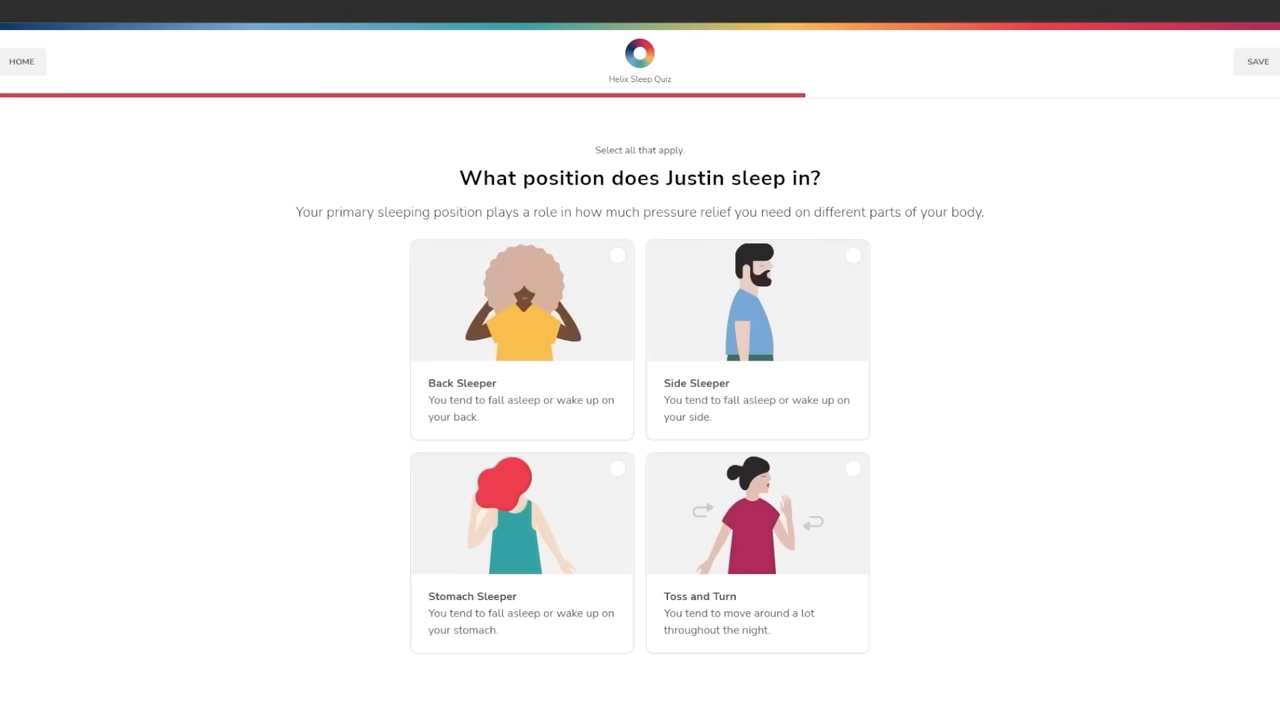 HOME
Helix Sleep Quiz
SAVE
Select all that apply.
What position does Justin sleep in?
Your primary sleeping position plays a role in how much pressure relief you need on different parts of your body.
Back Sleeper
You tend to fall asleep or wake up on
your back.
Side Sleeper
You tend to fall asleep or wake up on
your side.
Stomach Sleeper
You tend to fall asleep or wake up on
your stomach.
Toss and Turn
You tend to move around a lot
throughout the night.